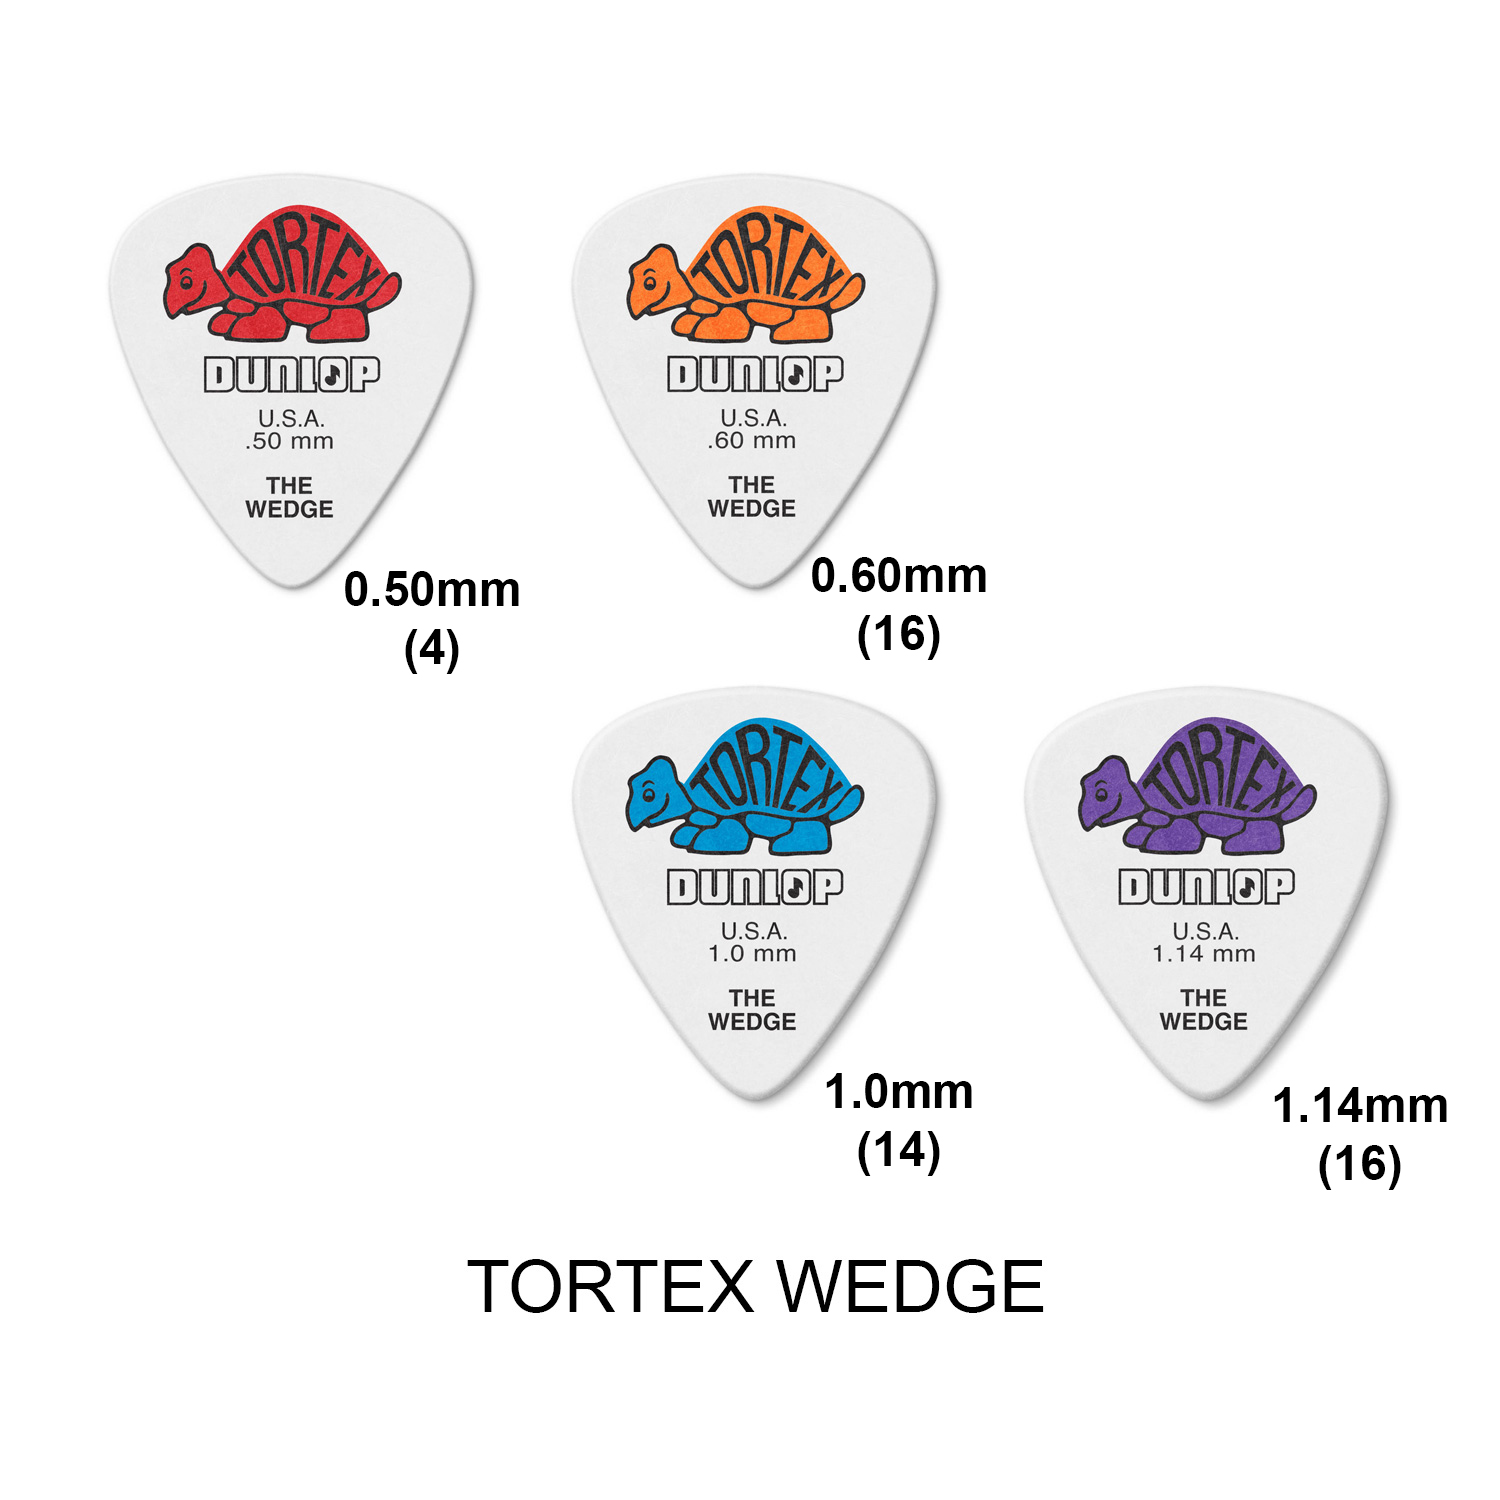 TORTEX
DUNLOP
U.S.A.
.50 mm
THE
WEDGE
0.50mm
(4)
TORTEX
DUNLOP
U.S.A.
.60 mm
THE
WEDGE
0.60mm
(16)
TORTEX
DUNLOP
U.S.A.
1.0 mm
THE
WEDGE
1.0mm
(14)
TORTEX
DUNLOP
U.S.A.
1.14 mm
THE
WEDGE
1.14mm
(16)
TORTEX WEDGE